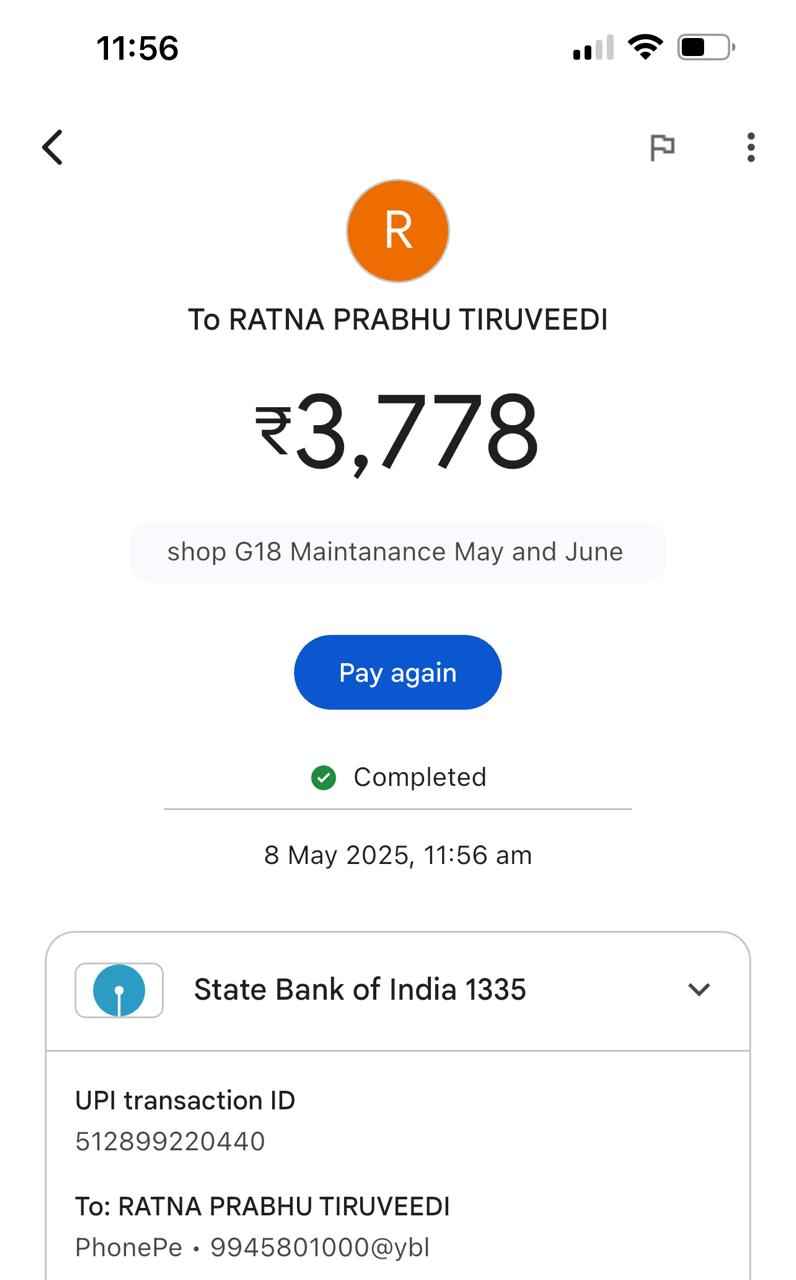 11:56
R
To RATNA PRABHU TIRUVEEDI
₹3,778
shop G18 Maintanance May and June
Pay again
Completed
8 May 2025, 11:56 am
State Bank of India 1335
UPI transaction ID
512899220440
To: RATNA PRABHU TIRUVEEDI
PhonePe • 9945801000@ybl